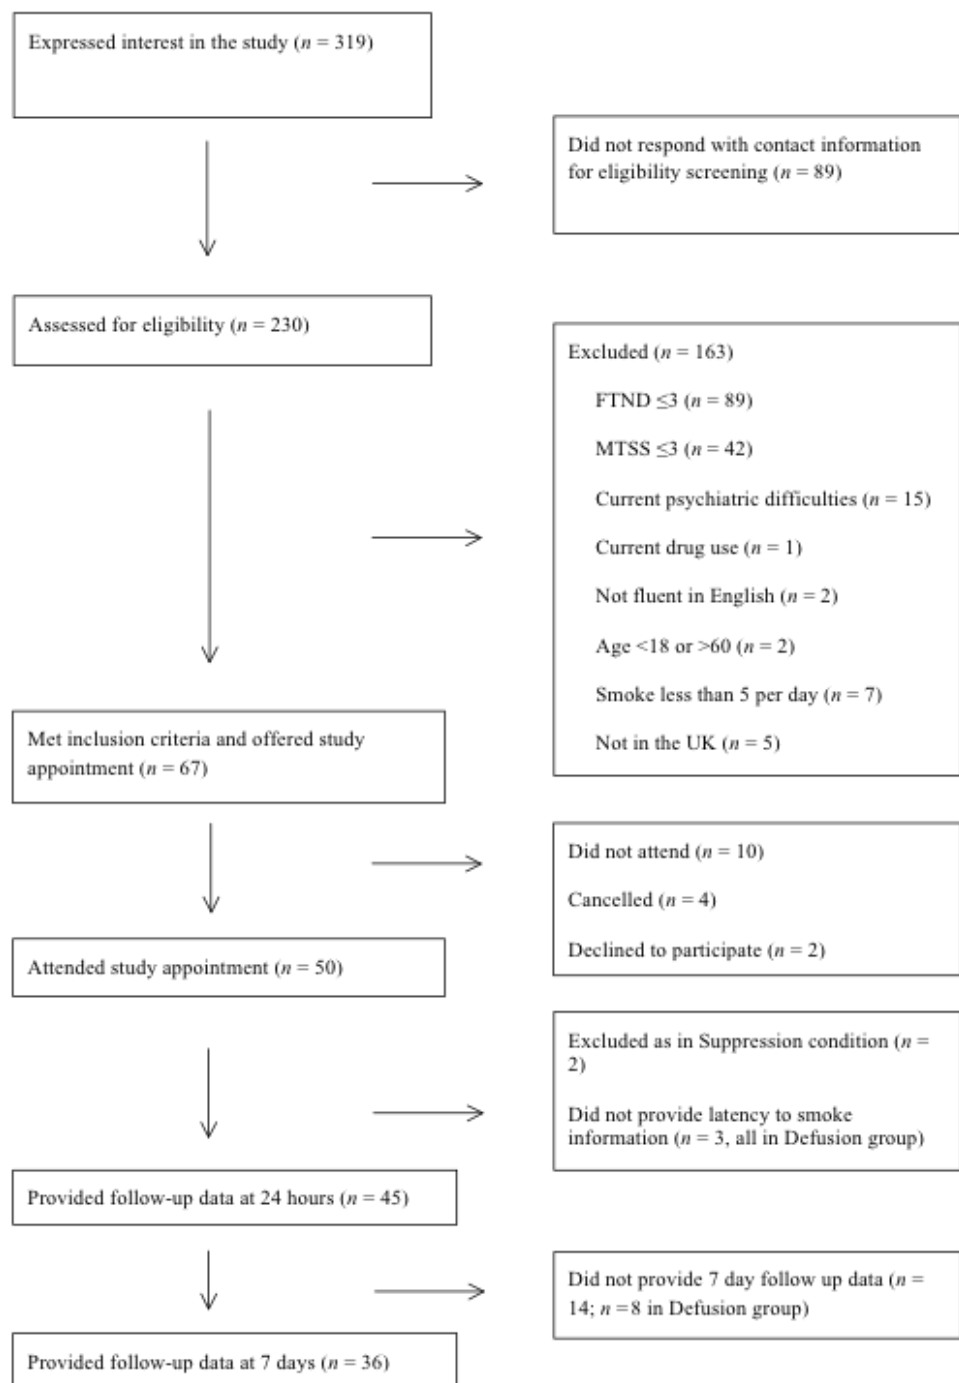 Expressed interest in the study (n = 319)
Did not respond with contact information
for eligibility screening (n = 89)
Assessed for eligibility (n = 230)
Excluded (n = 163)
FTND ≤3 (n = 89)
MTSS ≤3 (n = 42)
Current psychiatric difficulties (n = 15)
Current drug use (n = 1)
Not fluent in English (n = 2)
Age <18 or >60 (n = 2)
Smoke less than 5 per day (n = 7)
Not in the UK (n = 5)
Met inclusion criteria and offered study
appointment (n = 67)
Did not attend (n = 10)
Cancelled (n = 4)
Declined to participate (n = 2)
Attended study appointment (n = 50)
Excluded as in Suppression condition (n =
2)
Did not provide latency to smoke
information (n = 3, all in Defusion group)
Provided follow-up data at 24 hours (n = 45)
Did not provide 7 day follow up data (n =
14; n =8 in Defusion group)
Provided follow-up data at 7 days (n = 36)